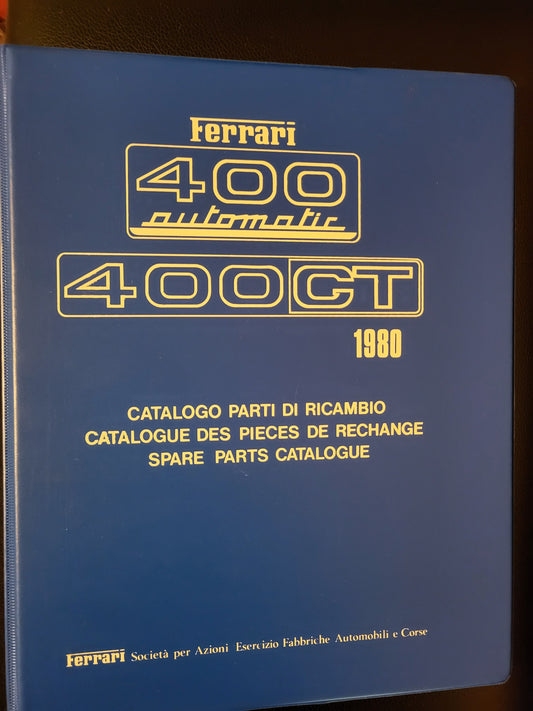 Ferrari
400
automatic
400GT
1980
CATALOGO PARTI DI RICAMBIO
CATALOGUE DES PIECES DE RECHANGE
SPARE PARTS CATALOGUE
Ferrari Società per Azioni Esercizio Fabbriche Automobili e Corse